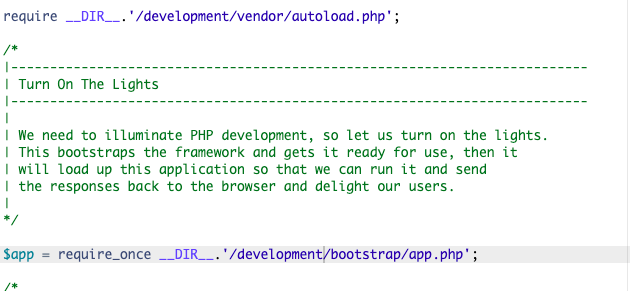 require __DIR__.'/development/vendor/autoload.php';
/*
|--------------------------------------------------------------------------
| Turn On The Lights
|--------------------------------------------------------------------------
|
| We need to illuminate PHP development, so let us turn on the lights.
| This bootstraps the framework and gets it ready for use, then it
| will load up this application so that we can run it and send
| the responses back to the browser and delight our users.
|
*/
$app = require_once __DIR__.'/development/bootstrap/app.php';
/*